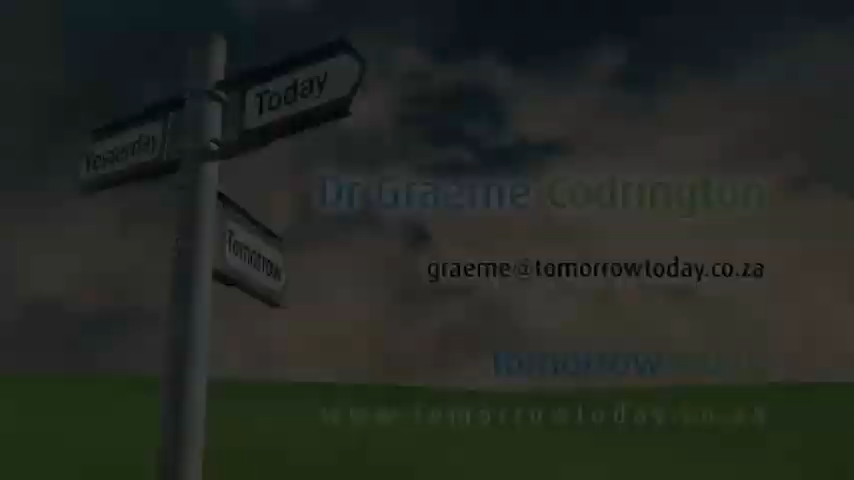 Today
Yesterday
Tomorrow
Dr Graeme Codrington
graeme@tomorrowtoday.co.za
tomorrowtoday
www.tomorrowtoday.co.za